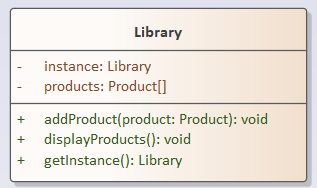 Library
- instance: Library
- products: Product[]
+ addProduct(product: Product): void
+ displayProducts(): void
+ getInstance(): Library